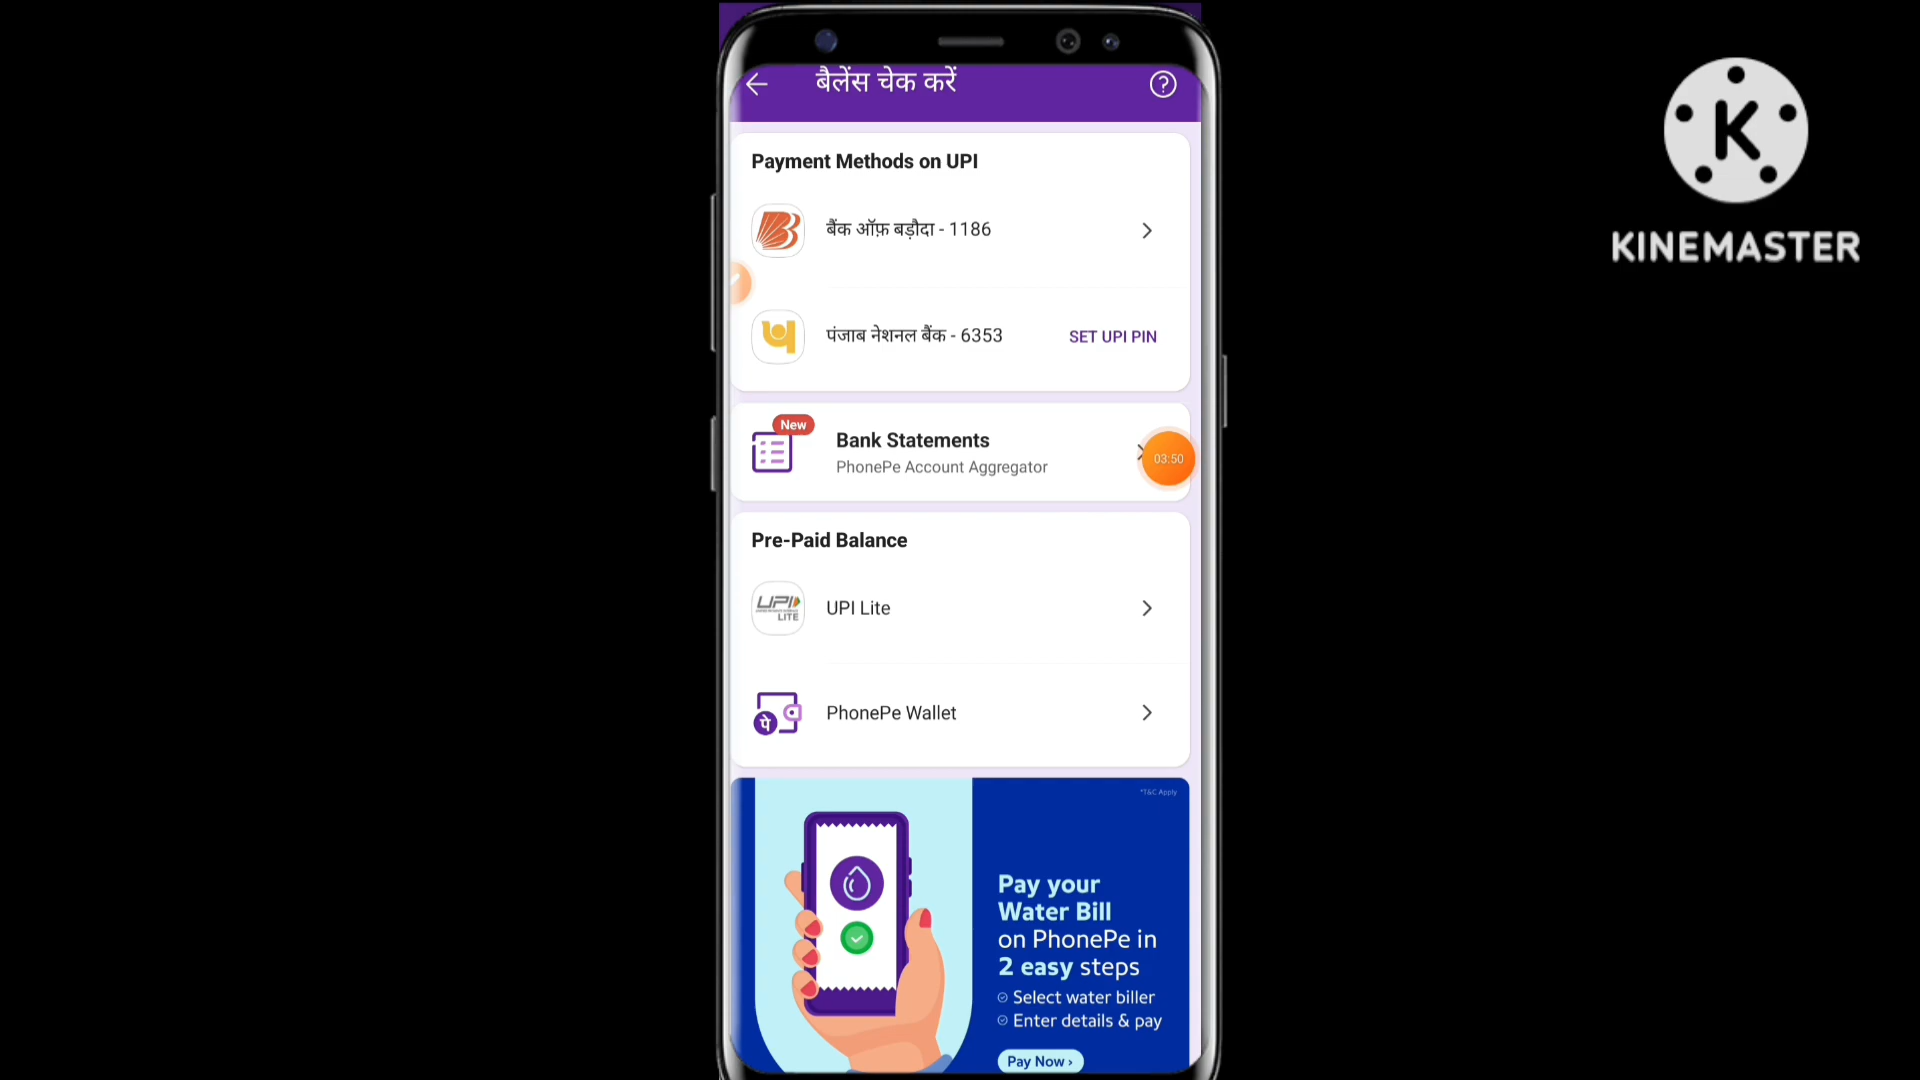 बैलेंस चेक करें
KINEMASTER
Payment Methods on UPI
बैंक ऑफ़ बड़ौदा - 1186
पंजाब नेशनल बैंक - 6353
SET UPI PIN
New
Bank Statements
PhonePe Account Aggregator
03:50
Pre-Paid Balance
UPI LITE
UPI Lite
पे
PhonePe Wallet
*T&C Apply
Pay your
Water Bill
on PhonePe in
2 easy steps
Select water biller
Enter details & pay
Pay Now ›